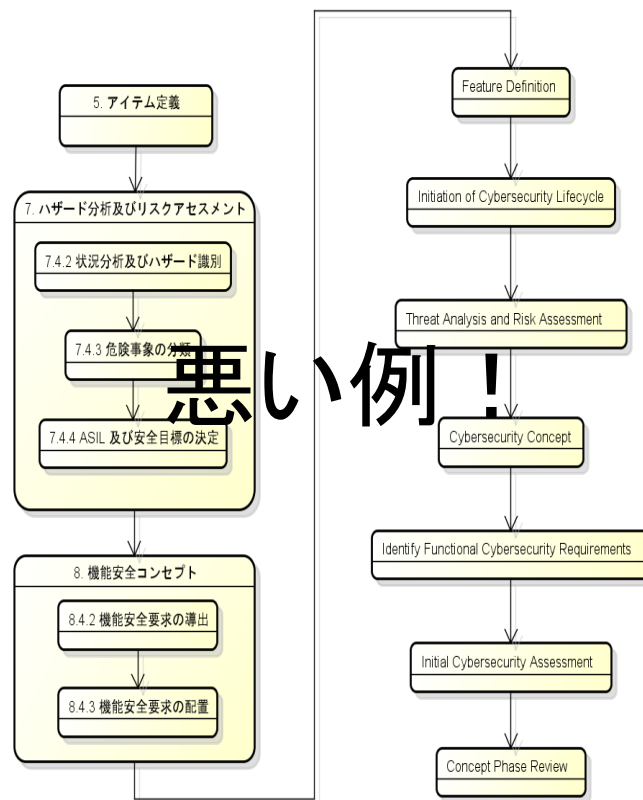 5. アイテム定義
7. ハザード分析及びリスクアセスメント
7.4.2 状況分析及びハザード識別
7.4.3 危険事象の分類
7.4.4 ASIL 及び安全目標の決定
8. 機能安全コンセプト
8.4.2 機能安全要求の導出
8.4.3 機能安全要求の配置
悪い例！
Feature Definition
Initiation of Cybersecurity Lifecycle
Threat Analysis and Risk Assessment
Cybersecurity Concept
Identify Functional Cybersecurity Requirements
Initial Cybersecurity Assessment
Concept Phase Review